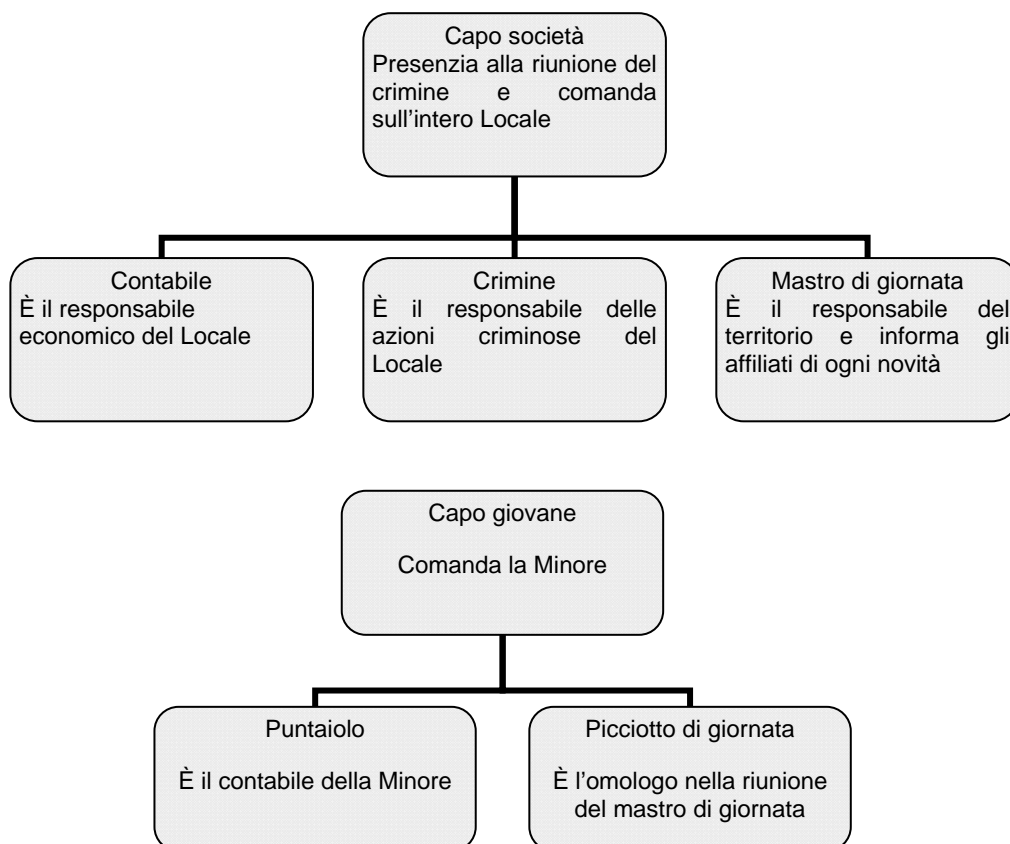 Capo società
Presenzia alla riunione del
crimine e comanda
sull’intero Locale
Contabile
È il responsabile
economico del Locale
Crimine
È il responsabile delle
azioni criminose del
Locale
Mastro di giornata
È il responsabile del
territorio e informa gli
affiliati di ogni novità
Capo giovane
Comanda la Minore
Puntaiolo
È il contabile della Minore
Picciotto di giornata
È l’omologo nella riunione
del mastro di giornata